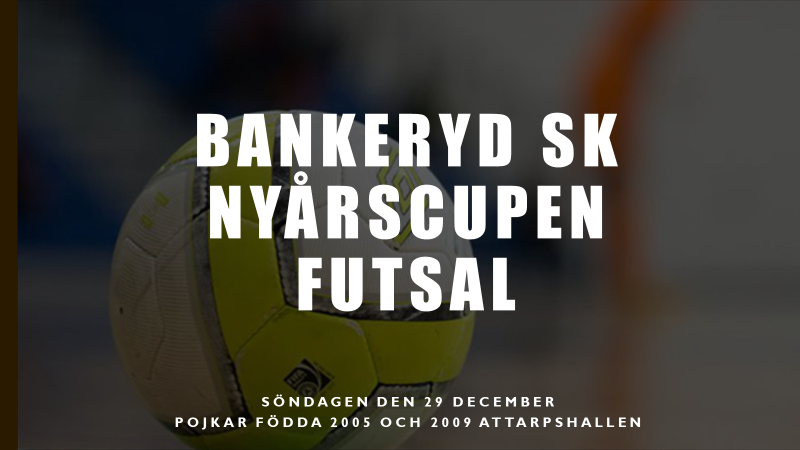 BANKERYD SK
NYÅRSCUPEN
FUTSAL
SÖNDAGEN DEN 29 DECEMBER
POJKAR FÖDDA 2005 OCH 2009 ATTARPSHALLEN